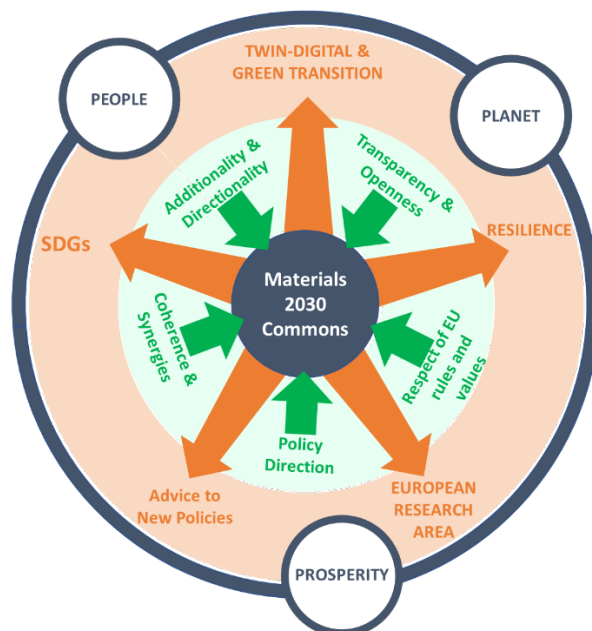 TWIN-DIGITAL &
GREEN TRANSITION
PEOPLE
PLANET
Additionality &
Directionality
Transparency &
Openness
SDGs
RESILIENCE
Materials
2030
Commons
Coherence &
Synergies
Respect of EU
rules and
values
Policy
Direction
Advice to
New Policies
EUROPEAN
RESEARCH
AREA
PROSPERITY